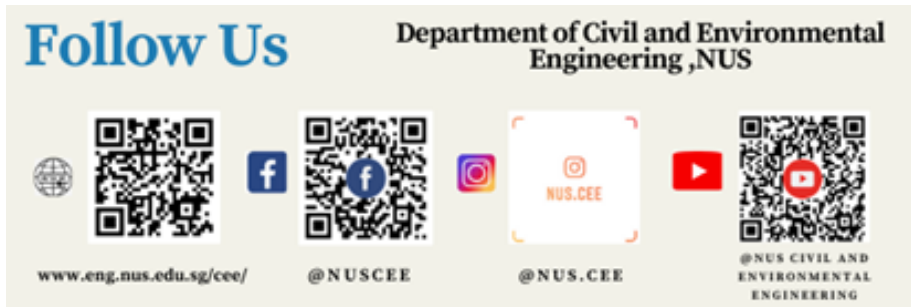 Follow Us
Department of Civil and Environmental
Engineering ,NUS
NUS.CEE
www.eng.nus.edu.sg/cee/
@NUSCEE
@NUS.CEE
@NUS CIVIL AND
ENVIRONMENTAL
ENGINEERING